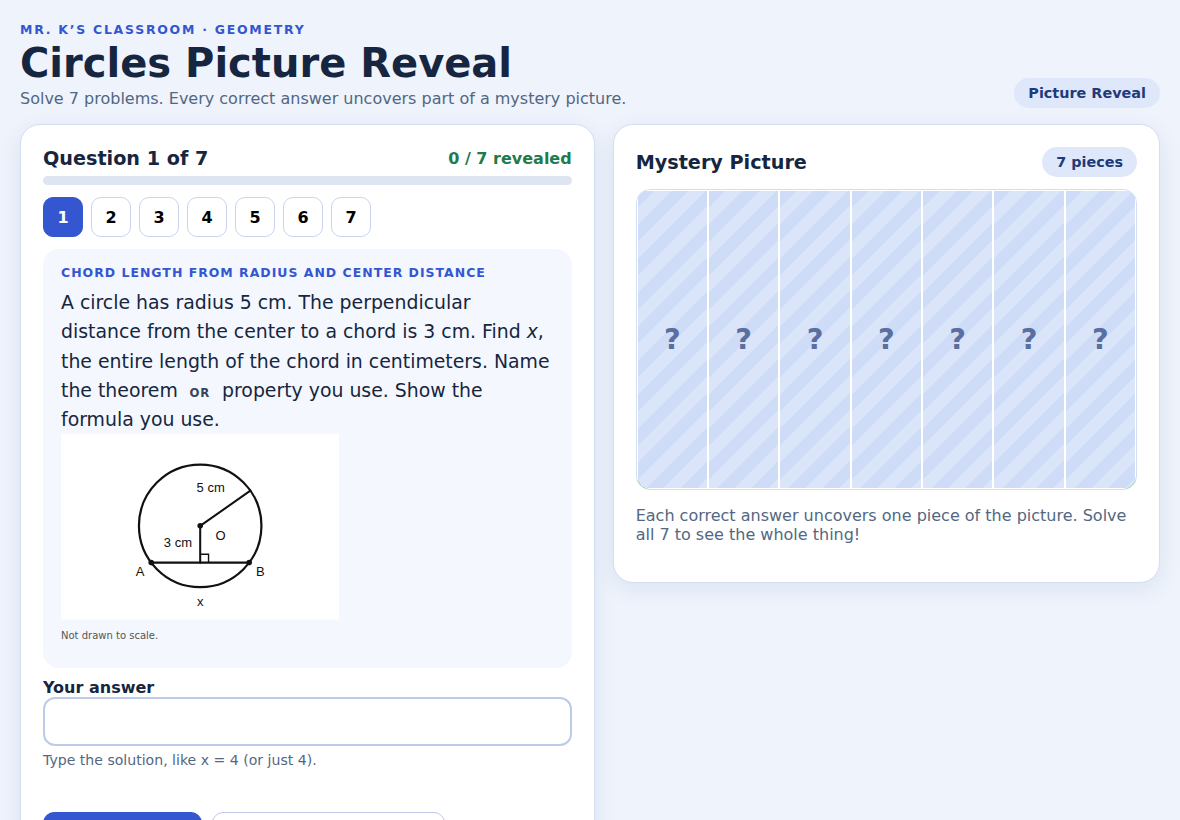 MR. K’S CLASSROOM · GEOMETRY
Circles Picture Reveal
Solve 7 problems. Every correct answer uncovers part of a mystery picture.
Picture Reveal
Question 1 of 7
0 / 7 revealed
1 2 3 4 5 6 7
CHORD LENGTH FROM RADIUS AND CENTER DISTANCE
A circle has radius 5 cm. The perpendicular
distance from the center to a chord is 3 cm. Find x,
the entire length of the chord in centimeters. Name
the theorem OR property you use. Show the
formula you use.
5 cm
O
3 cm
A
B
x
Not drawn to scale.
Your answer
Type the solution, like x = 4 (or just 4).
Mystery Picture
7 pieces
? ? ? ? ? ? ?
Each correct answer uncovers one piece of the picture. Solve
all 7 to see the whole thing!